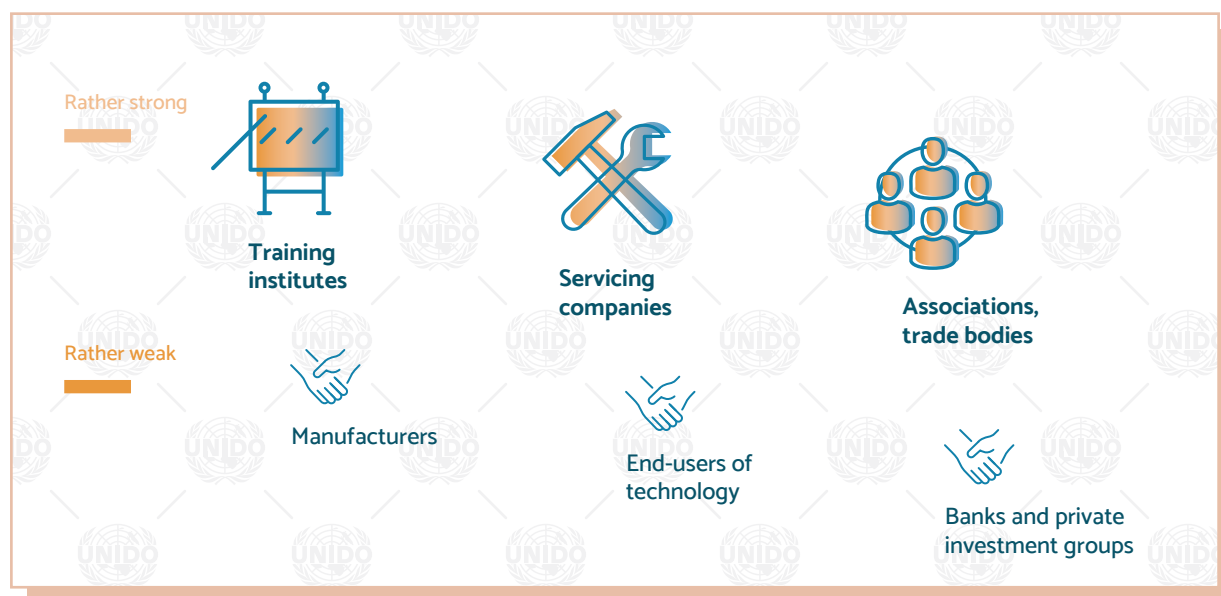 Rather strong
Training
institutes
Servicing
companies
Associations,
trade bodies
Rather weak
Manufacturers
End-users of
technology
Banks and private
investment groups
UNIDO